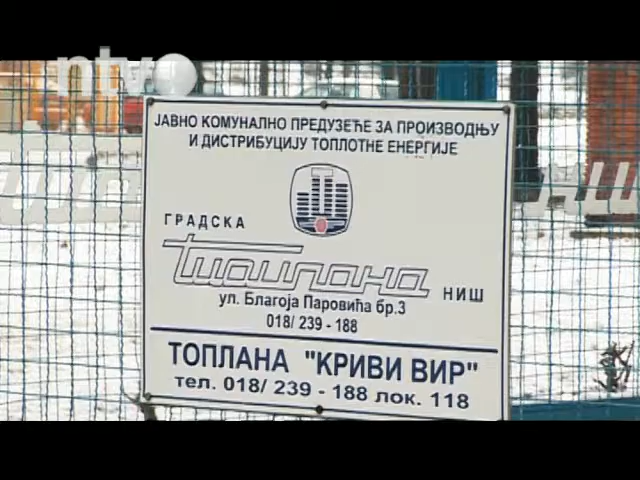 ntv
ЈАВНО КОМУНАЛНО ПРЕДУЗЕЋЕ ЗА ПРОИЗВОДЊУ
И ДИСТРИБУЦИЈУ ТОПЛОТНЕ ЕНЕРГИЈЕ
ГРАДСКА
топлана НИШ
ул. Благоја Паровића бр.3
018/ 239 - 188
ТОПЛАНА "КРИВИ ВИР"
тел. 018/ 239 - 188 лок. 118